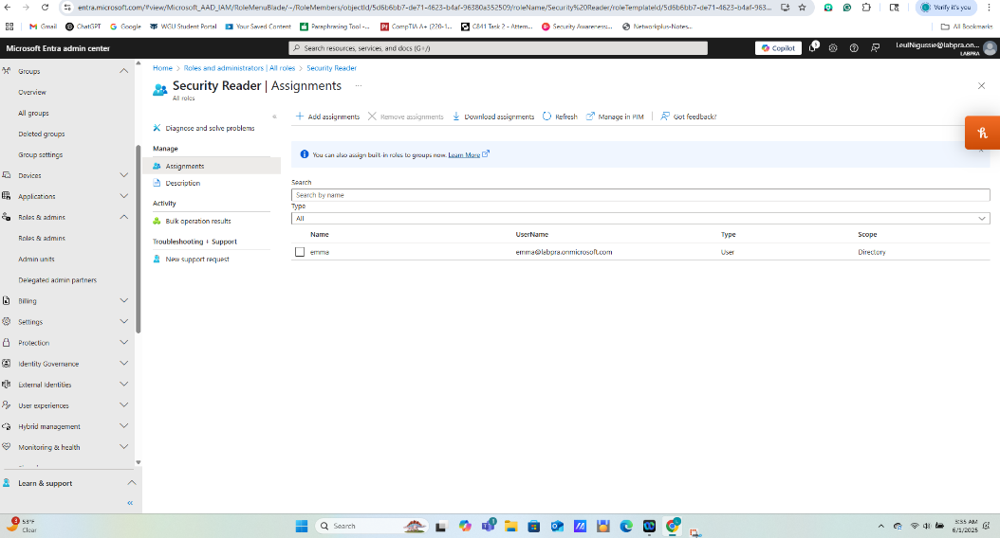 entra.microsoft.com/?view/Microsoft_AAD_IAM/RoleMenuBlade/~/RoleMembers/objectId/5d6b6bb7-de71-4623-b4af-96380a352509/roleName/Security%20Reader/roleTemplateId/5d6b6bb7-de71-4623-b4af-963...
Verify it's you
Gmail
ChatGPT
Google
WGU Student Portal
Your Saved Content
Paraphrasing Tool -...
CompTIA A+ (220-1...
C841 Task 2 - Attem...
Security Awareness:...
Networkplus-Notes...
All Bookmarks
Microsoft Entra admin center
Search resources, services, and docs (G+/)
Copilot
1
LeulNigussie@labpra.on...
LABPRA
Groups
Overview
All groups
Deleted groups
Group settings
Devices
Applications
Roles & admins
Roles & admins
Admin units
Delegated admin partners
Billing
Settings
Protection
Identity Governance
External Identities
User experiences
Hybrid management
Monitoring & health
Learn & support
Home > Roles and administrators | All roles > Security Reader
Security Reader | Assignments ...
All roles
Diagnose and solve problems
Manage
Assignments
Description
Activity
Bulk operation results
Troubleshooting + Support
New support request
Add assignments
Remove assignments
Download assignments
Refresh
Manage in PIM
Got feedback?
You can also assign built-in roles to groups now. Learn More
Search
Search by name
Type
All
Name UserName Type Scope
emma emma@labpra.onmicrosoft.com User Directory
3
53°F
Clear
Search
1
3:55 AM
6/1/2025